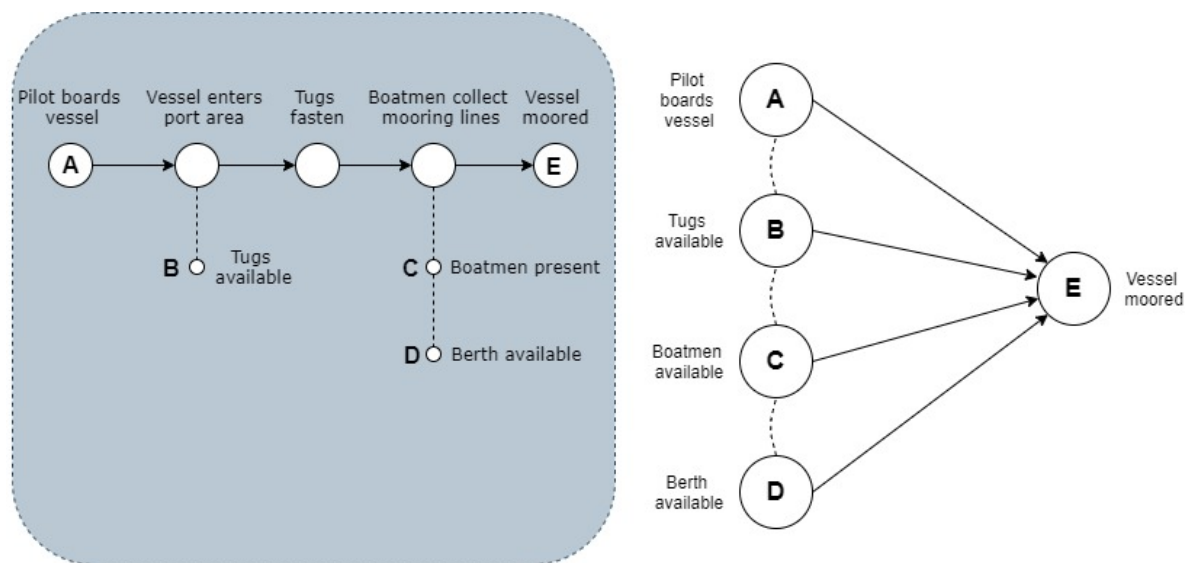 Pilot boards
vessel
Vessel enters
port area
Tugs
fasten
Boatmen collect
mooring lines
Vessel
moored
A
E
B
Tugs
available
C
Boatmen present
D
Berth available
Pilot
boards
vessel
A
Tugs
available
B
E
Vessel
moored
Boatmen
available
C
Berth
available
D